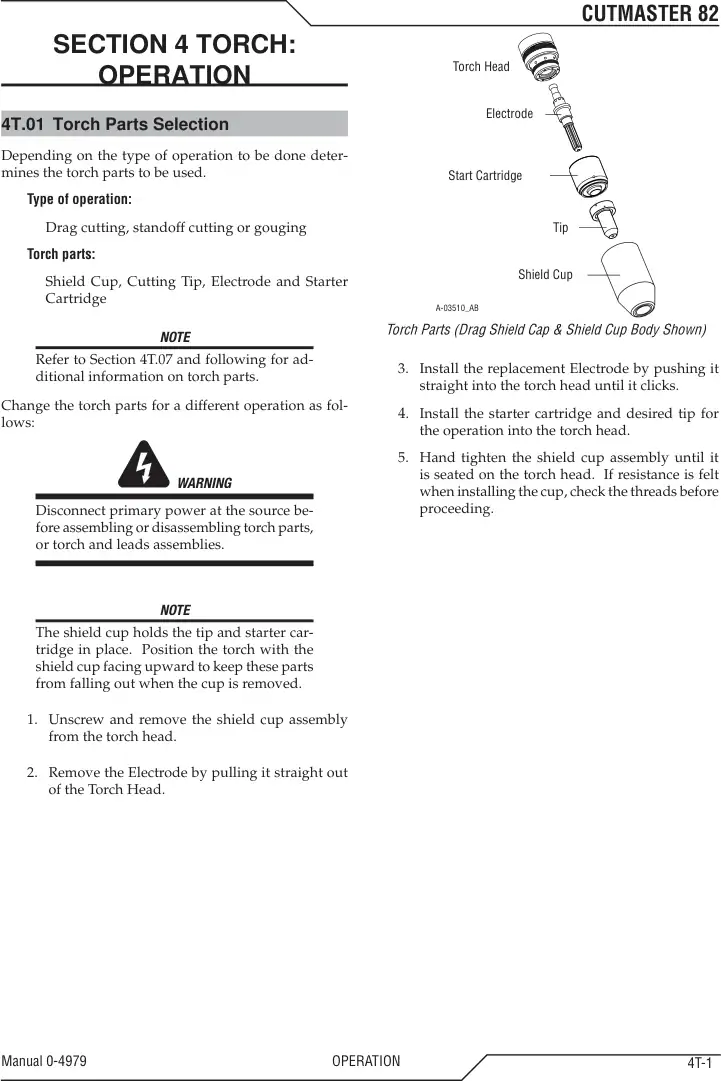 CUTMASTER 82
SECTION 4 TORCH:
OPERATION
4T.01 Torch Parts Selection
Depending on the type of operation to be done deter-
mines the torch parts to be used.
Type of operation:
Drag cutting, standoff cutting or gouging
Torch parts:
Shield Cup, Cutting Tip, Electrode and Starter
Cartridge
NOTE
Refer to Section 4T.07 and following for ad-
ditional information on torch parts.
Change the torch parts for a different operation as fol-
lows:
WARNING
Disconnect primary power at the source be-
fore assembling or disassembling torch parts,
or torch and leads assemblies.
NOTE
The shield cup holds the tip and starter car-
tridge in place. Position the torch with the
shield cup facing upward to keep these parts
from falling out when the cup is removed.
1. Unscrew and remove the shield cup assembly
from the torch head.
2. Remove the Electrode by pulling it straight out
of the Torch Head.
Torch Head
Electrode
Start Cartridge
Tip
Shield Cup
A-03510_AB
Torch Parts (Drag Shield Cap & Shield Cup Body Shown)
3. Install the replacement Electrode by pushing it
straight into the torch head until it clicks.
4. Install the starter cartridge and desired tip for
the operation into the torch head.
5. Hand tighten the shield cup assembly until it
is seated on the torch head. If resistance is felt
when installing the cup, check the threads before
proceeding.
Manual 0-4979
OPERATION
4T-1